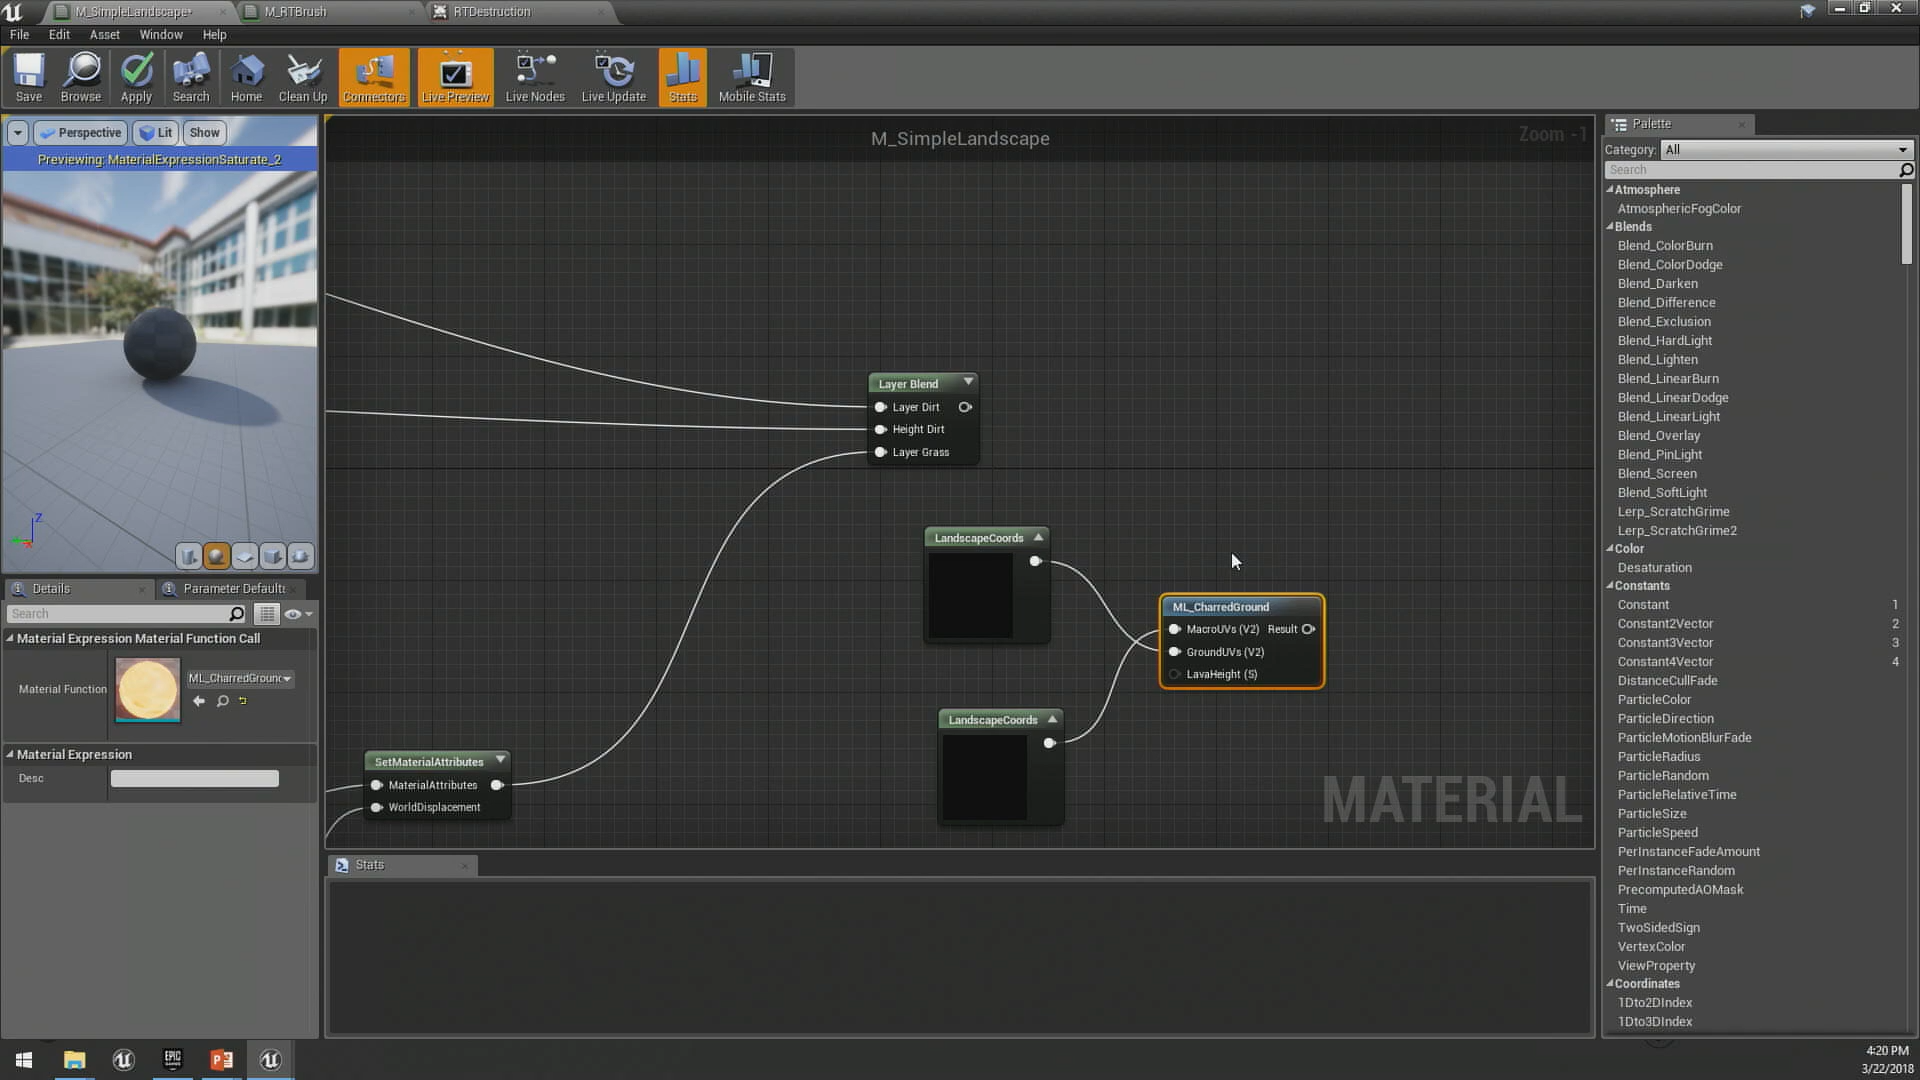 M_SimpleLandscape*
M_RTBrush
RTDestruction
File Edit Asset Window Help
Save Browse Apply Search Home Clean Up Connectors Live Preview Live Nodes Live Update Stats Mobile Stats
Perspective Lit Show
Previewing: MaterialExpressionSaturate_2
Z
Details
Parameter Default
Search
Material Expression Material Function Call
Material Function
ML_CharredGround
Material Expression
Desc
M_SimpleLandscape
Zoom -1
Layer Blend
Layer Dirt
Height Dirt
Layer Grass
LandscapeCoords
ML_CharredGround
MacroUVs (V2) Result
GroundUVs (V2)
LavaHeight (S)
LandscapeCoords
SetMaterialAttributes
MaterialAttributes
WorldDisplacement
MATERIAL
Stats
Palette
Category: All
Search
Atmosphere
AtmosphericFogColor
Blends
Blend_ColorBurn
Blend_ColorDodge
Blend_Darken
Blend_Difference
Blend_Exclusion
Blend_HardLight
Blend_Lighten
Blend_LinearBurn
Blend_LinearDodge
Blend_LinearLight
Blend_Overlay
Blend_PinLight
Blend_Screen
Blend_SoftLight
Lerp_ScratchGrime
Lerp_ScratchGrime2
Color
Desaturation
Constants
Constant 1
Constant2Vector 2
Constant3Vector 3
Constant4Vector 4
DistanceCullFade
ParticleColor
ParticleDirection
ParticleMotionBlurFade
ParticleRadius
ParticleRandom
ParticleRelativeTime
ParticleSize
ParticleSpeed
PerInstanceFadeAmount
PerInstanceRandom
PrecomputedAOMask
Time
TwoSidedSign
VertexColor
ViewProperty
Coordinates
1Dto2DIndex
1Dto3DIndex
EPIC
4:20 PM
3/22/2018